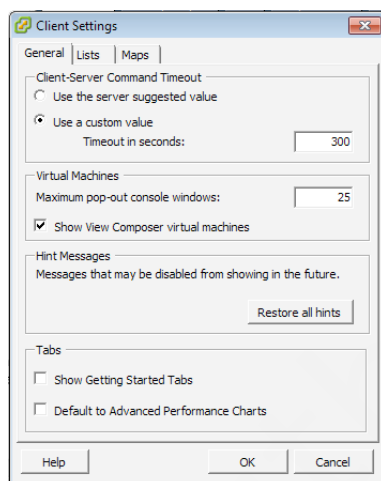 Client Settings
General Lists Maps
Client-Server Command Timeout
Use the server suggested value
Use a custom value
Timeout in seconds: 300
Virtual Machines
Maximum pop-out console windows: 25
Show View Composer virtual machines
Hint Messages
Messages that may be disabled from showing in the future.
Restore all hints
Tabs
Show Getting Started Tabs
Default to Advanced Performance Charts
Help OK Cancel